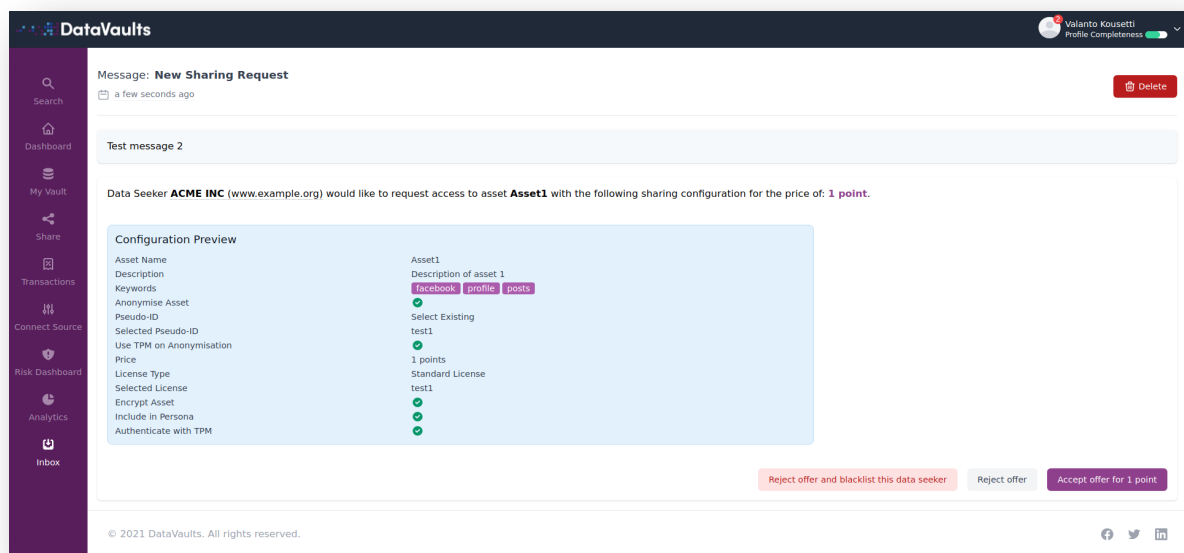 DataVaults
2
Valanto Kousetti
Profile Completeness
Search
Dashboard
My Vault
Share
Transactions
Connect Source
Risk Dashboard
Analytics
Inbox
Message: New Sharing Request
a few seconds ago
Delete
Test message 2
Data Seeker ACME INC (www.example.org) would like to request access to asset Asset1 with the following sharing configuration for the price of: 1 point.
Configuration Preview
Asset Name Asset1
Description Description of asset 1
Keywords facebook profile posts
Anonymise Asset
Pseudo-ID Select Existing
Selected Pseudo-ID test1
Use TPM on Anonymisation
Price 1 points
License Type Standard License
Selected License test1
Encrypt Asset
Include in Persona
Authenticate with TPM
Reject offer and blacklist this data seeker Reject offer Accept offer for 1 point
© 2021 DataVaults. All rights reserved.